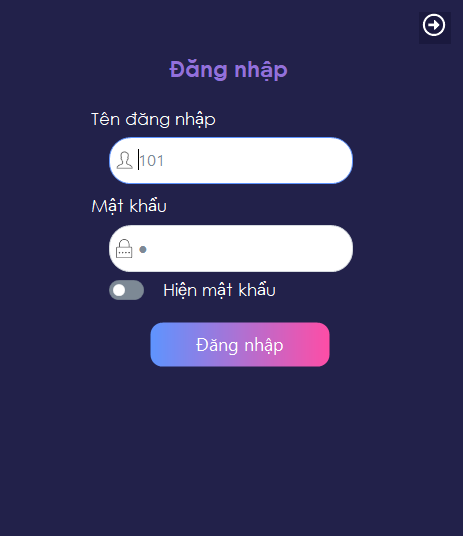 Đăng nhập
Tên đăng nhập
101
Mật khẩu
●
Hiện mật khẩu
Đăng nhập